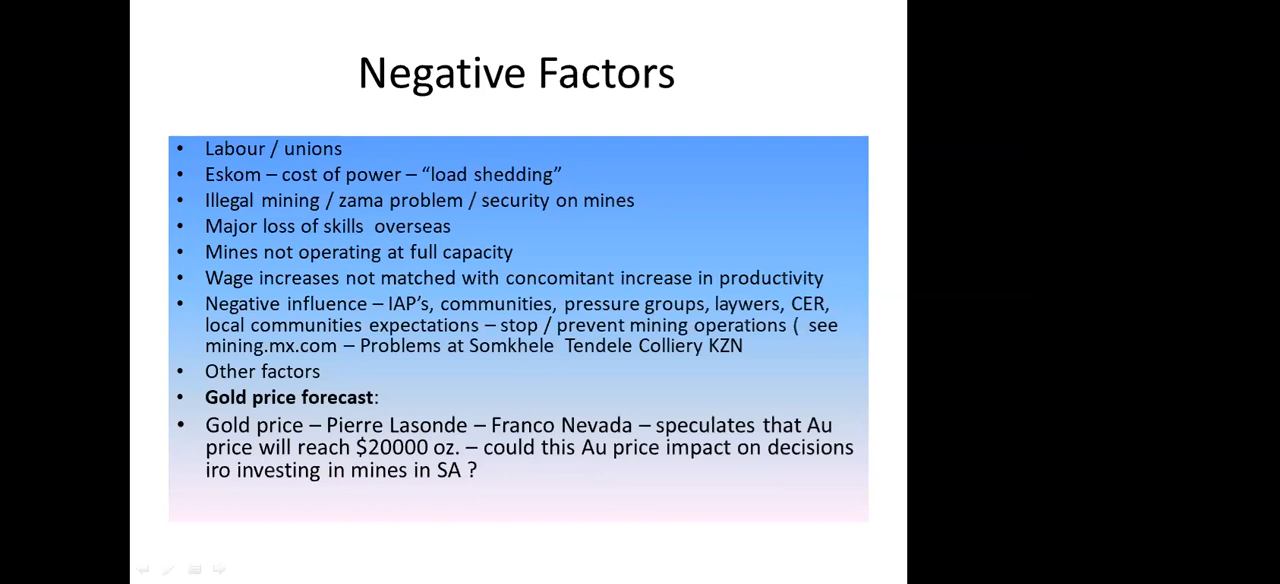 Negative Factors
• Labour / unions
• Eskom – cost of power – “load shedding”
• Illegal mining / zama problem / security on mines
• Major loss of skills overseas
• Mines not operating at full capacity
• Wage increases not matched with concomitant increase in productivity
• Negative influence – IAP’s, communities, pressure groups, laywers, CER,
local communities expectations – stop / prevent mining operations ( see
mining.mx.com – Problems at Somkhele Tendele Colliery KZN
• Other factors
• Gold price forecast:
• Gold price – Pierre Lasonde – Franco Nevada – speculates that Au
price will reach $20000 oz. – could this Au price impact on decisions
iro investing in mines in SA ?